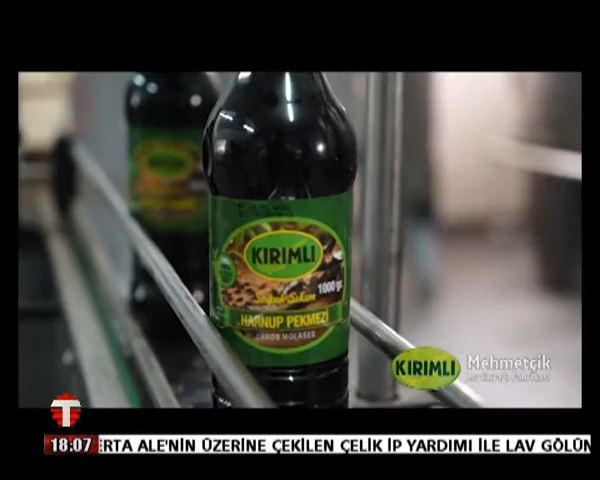 KIRIMLI
1000 gr.
Soğuk Sıkım
HARNUP PEKMEZİ
CAROB MOLASES
KIRIMLI
Mehmetçik
T
18:07
ERTA ALE'NİN ÜZERİNE ÇEKİLEN ÇELİK İP YARDIMI İLE LAV GÖLÜN